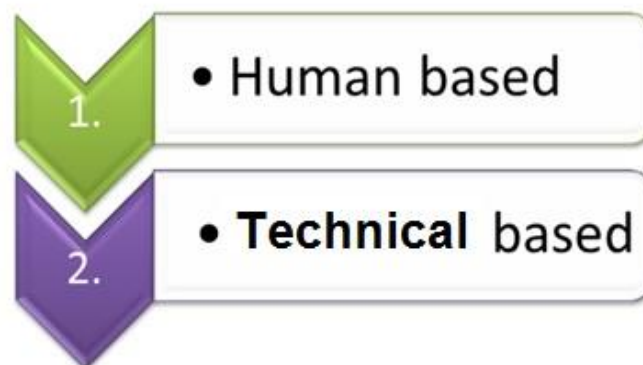 1.
• Human based
2.
• Technical based